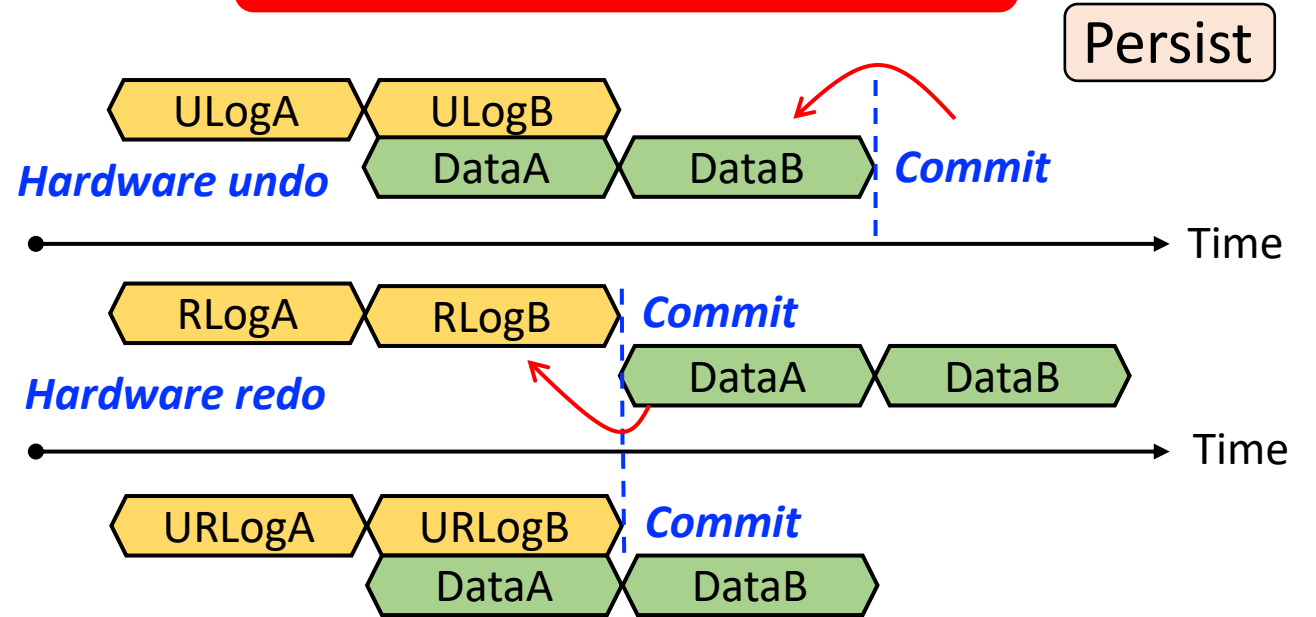 Persist
ULogA ULogB
Hardware undo DataA DataB Commit
Time
RLogA RLogB Commit
DataA DataB
Hardware redo
Time
URLogA URLogB Commit
DataA DataB